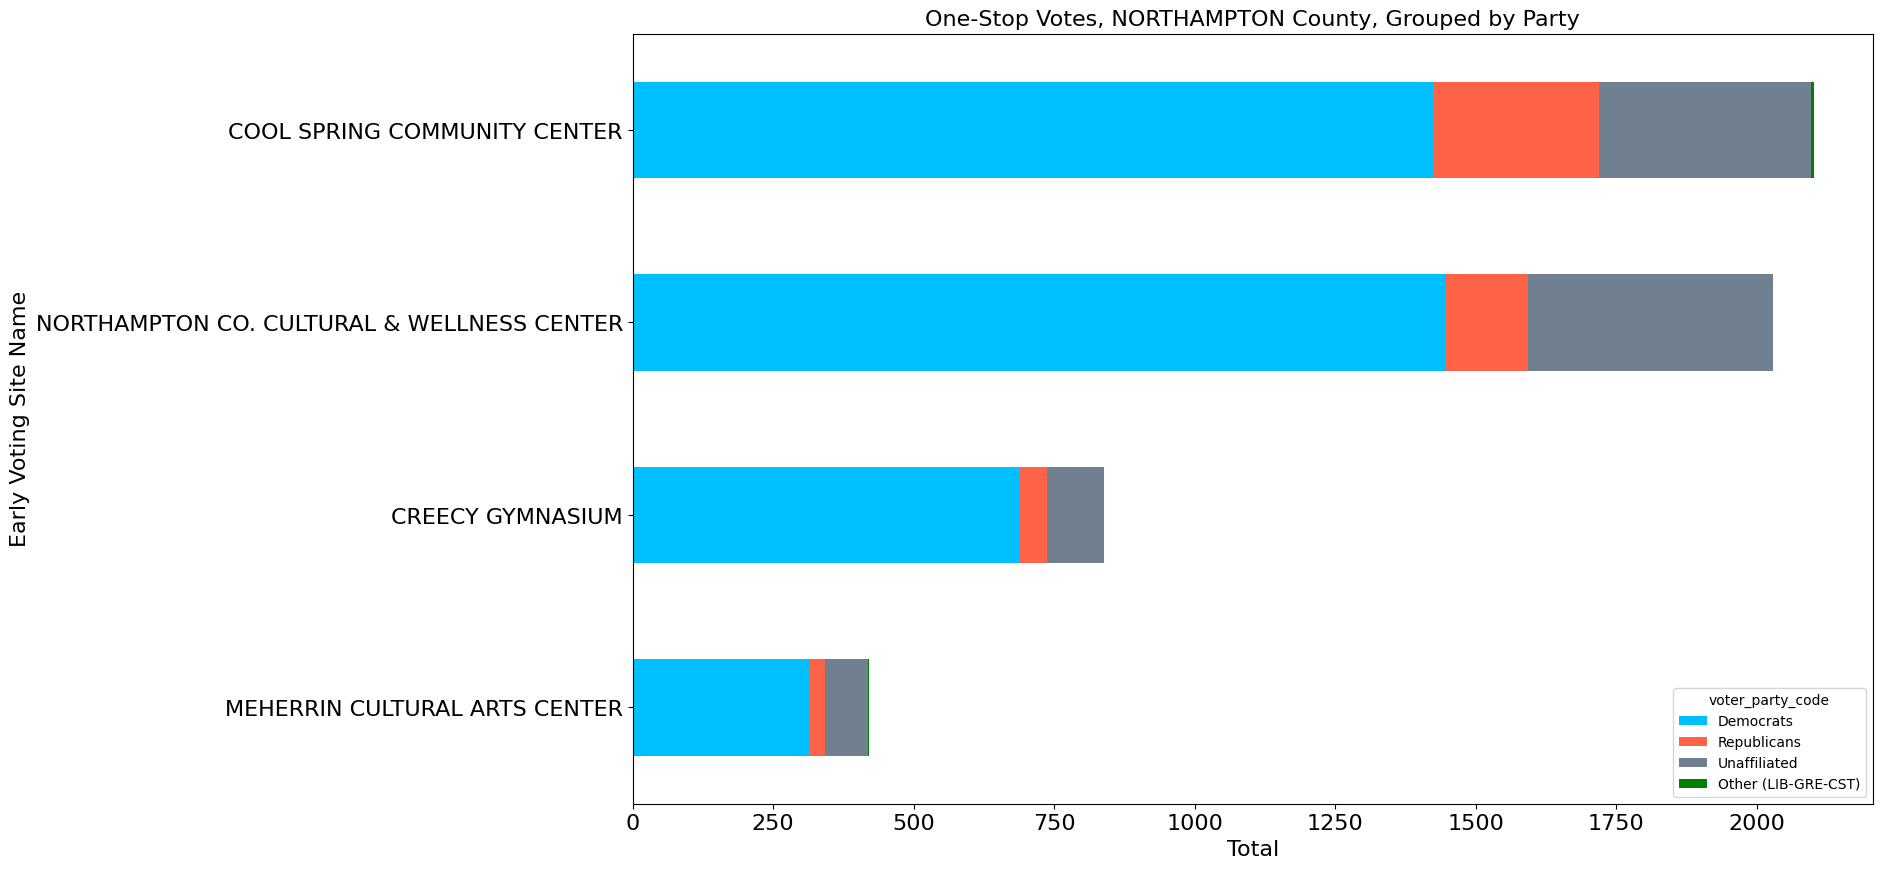 One-Stop Votes, NORTHAMPTON County, Grouped by Party
Early Voting Site Name
COOL SPRING COMMUNITY CENTER
NORTHAMPTON CO. CULTURAL & WELLNESS CENTER
CREECY GYMNASIUM
MEHERRIN CULTURAL ARTS CENTER
voter_party_code
Democrats
Republicans
Unaffiliated
Other (LIB-GRE-CST)
0 250 500 750 1000 1250 1500 1750 2000
Total